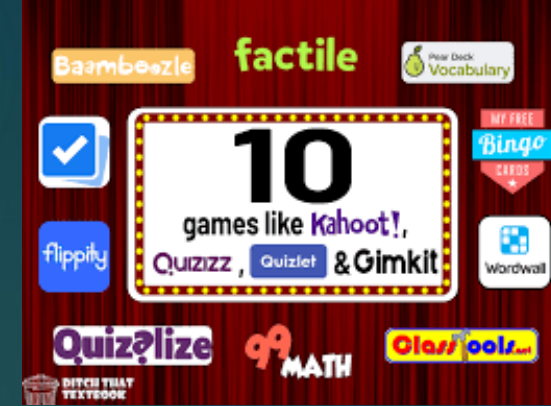 Baamboozle
factile
Pear Deck
Vocabulary
10
games like Kahoot!,
Quizizz, Quizlet & Gimkit
MY FREE
Bingo
CARDS
flippity
Wordwall
Quizalize
99
MATH
ClassTools.net
DITCH THAT
TEXTBOOK